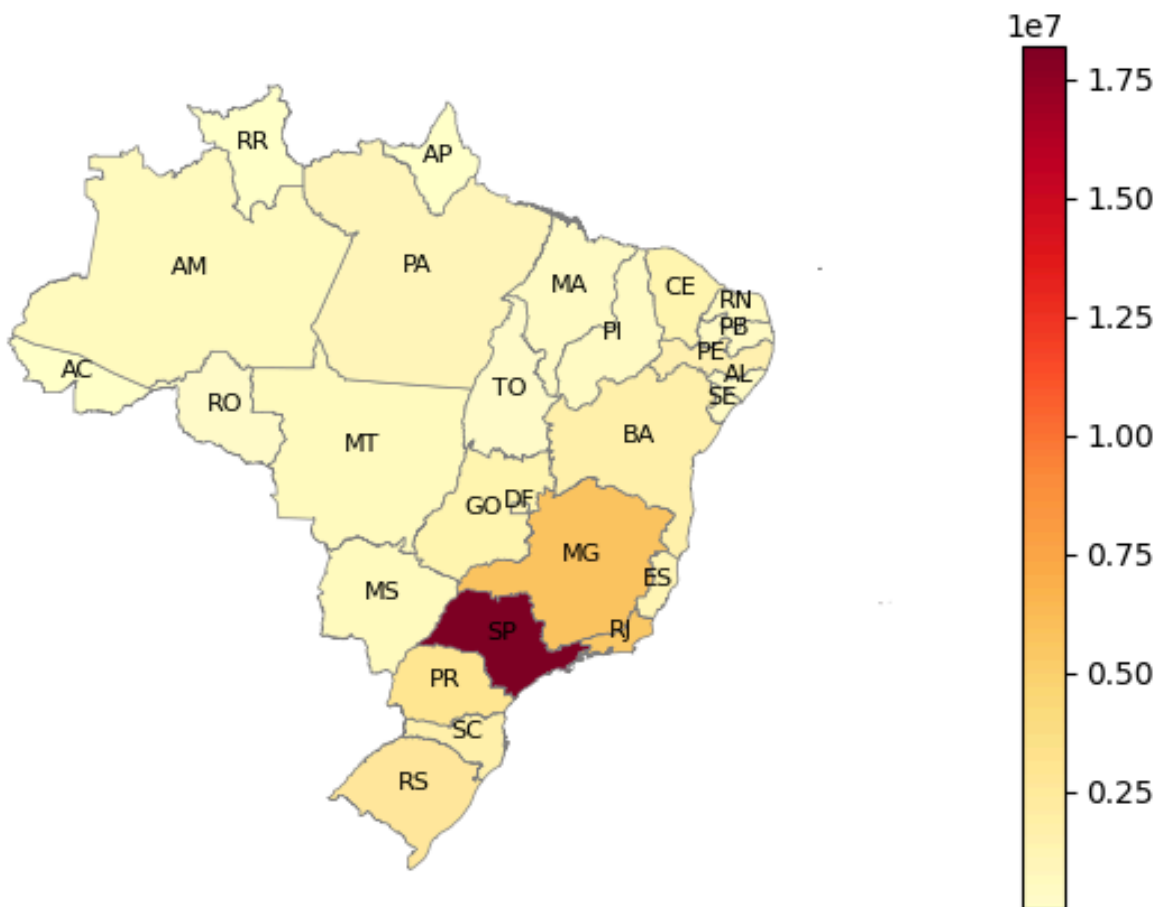 1e7
1.75
RR
AP
1.50
AM
PA
MA
CE
RN
PI
PB
1.25
PE
AC
AL
TO
SE
RO
BA
1.00
MT
GO
DF
MG
0.75
ES
MS
SP
RJ
0.50
PR
SC
RS
0.25